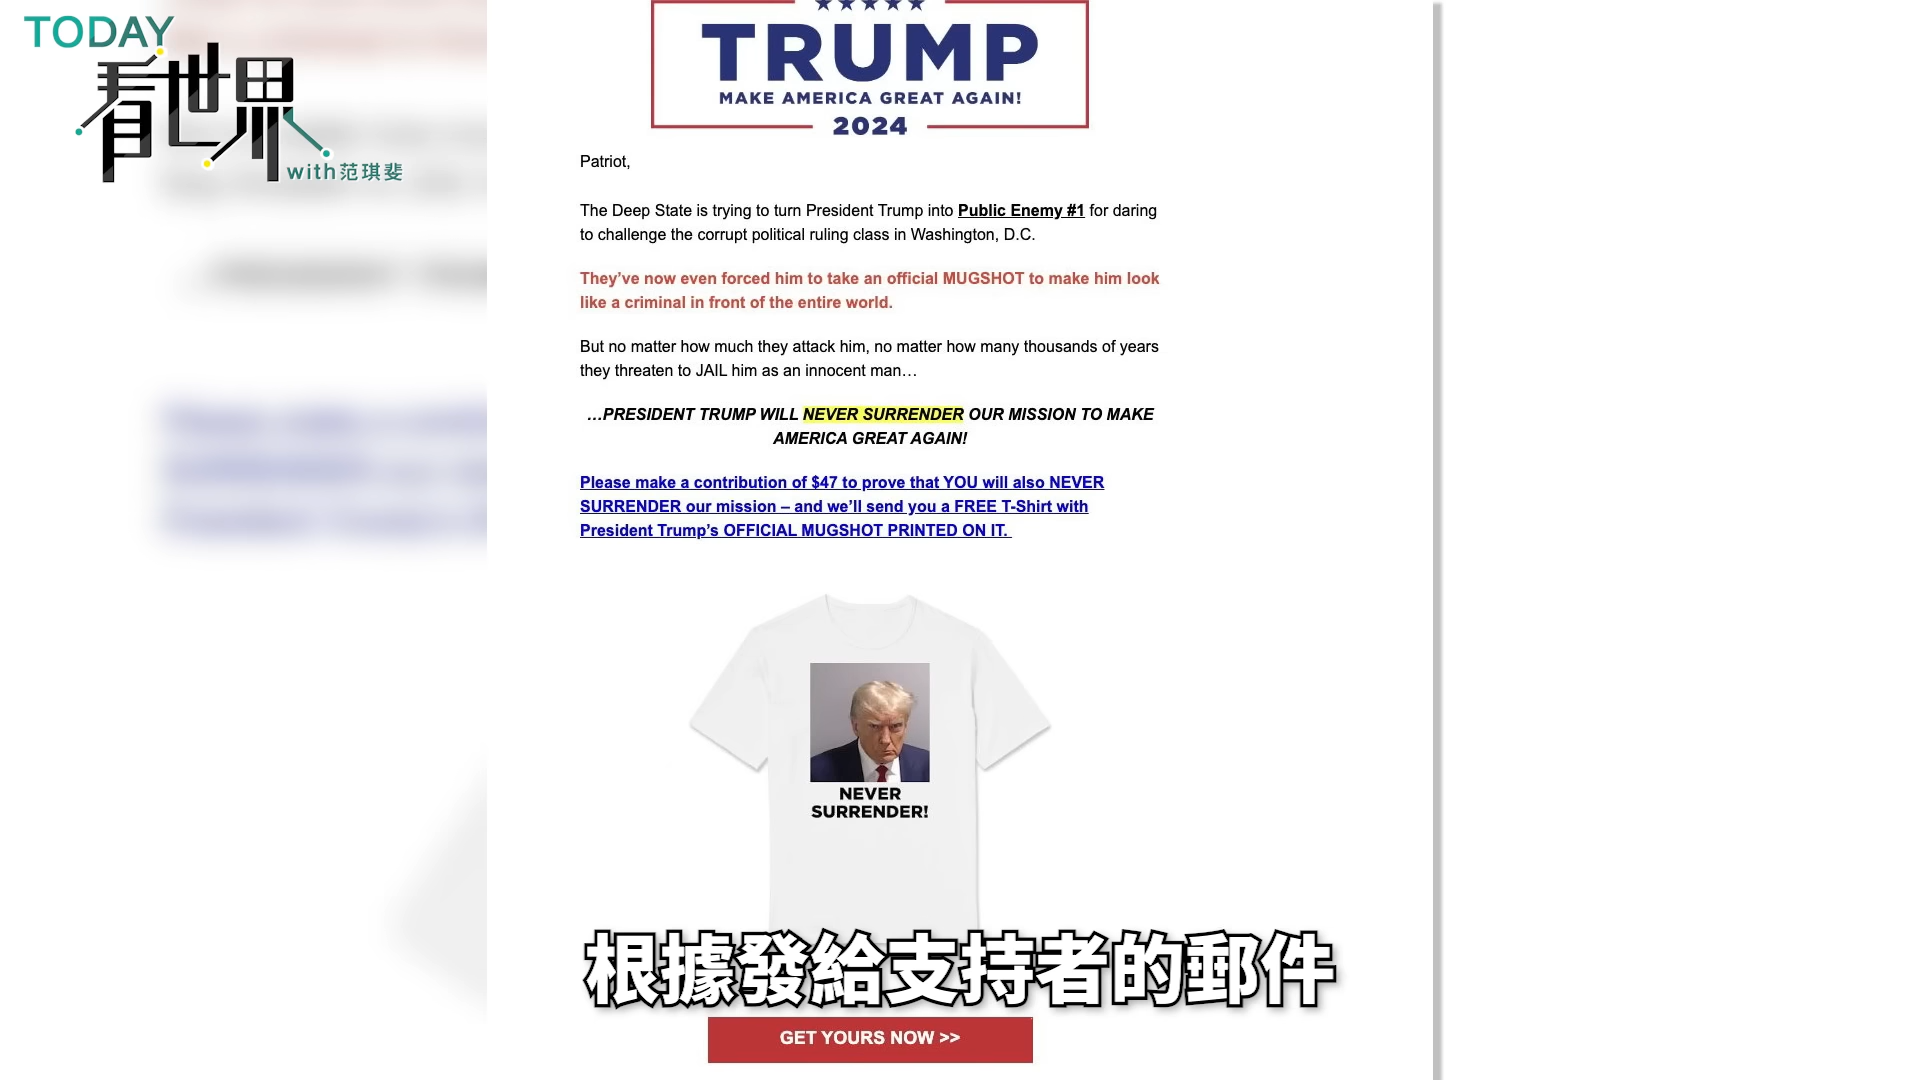 TODAY
看世界
with范琪斐
TRUMP
MAKE AMERICA GREAT AGAIN!
2024
Patriot,
The Deep State is trying to turn President Trump into Public Enemy #1 for daring
to challenge the corrupt political ruling class in Washington, D.C.
They’ve now even forced him to take an official MUGSHOT to make him look
like a criminal in front of the entire world.
But no matter how much they attack him, no matter how many thousands of years
they threaten to JAIL him as an innocent man…
…PRESIDENT TRUMP WILL NEVER SURRENDER OUR MISSION TO MAKE
AMERICA GREAT AGAIN!
Please make a contribution of $47 to prove that YOU will also NEVER
SURRENDER our mission – and we’ll send you a FREE T-Shirt with
President Trump’s OFFICIAL MUGSHOT PRINTED ON IT.
NEVER
SURRENDER!
根據發給支持者的郵件
GET YOURS NOW >>